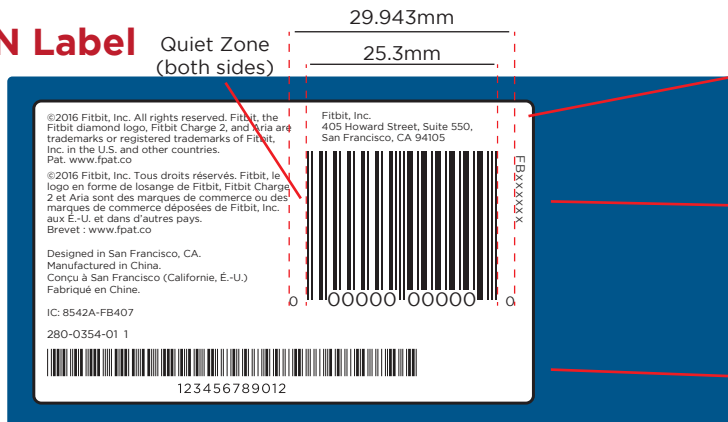 N Label
29.943mm
Quiet Zone
(both sides)
25.3mm
©2016 Fitbit, Inc. All rights reserved. Fitbit, the
Fitbit diamond logo, Fitbit Charge 2, and Aria are
trademarks or registered trademarks of Fitbit,
Inc. in the U.S. and other countries.
Pat. www.fpat.co
©2016 Fitbit, Inc. Tous droits réservés. Fitbit, le
logo en forme de losange de Fitbit, Fitbit Charge
2 et Aria sont des marques de commerce ou des
marques de commerce déposées de Fitbit, Inc.
aux É.-U. et dans d'autres pays.
Brevet : www.fpat.co
Designed in San Francisco, CA.
Manufactured in China.
Conçu à San Francisco (Californie, É.-U.)
Fabriqué en Chine.
IC: 8542A-FB407
280-0354-01 1
123456789012
Fitbit, Inc.
405 Howard Street, Suite 550,
San Francisco, CA 94105
FBxxxxxx
0 00000 00000 0